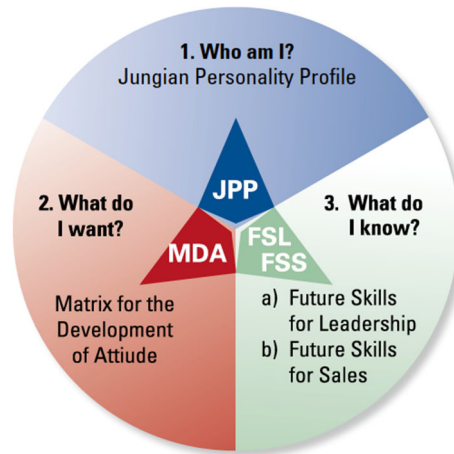 1. Who am I?
Jungian Personality Profile
JPP
2. What do
I want?
MDA
Matrix for the
Development
of Attiude
3. What do
I know?
FSL
FSS
a) Future Skills
for Leadership
b) Future Skills
for Sales